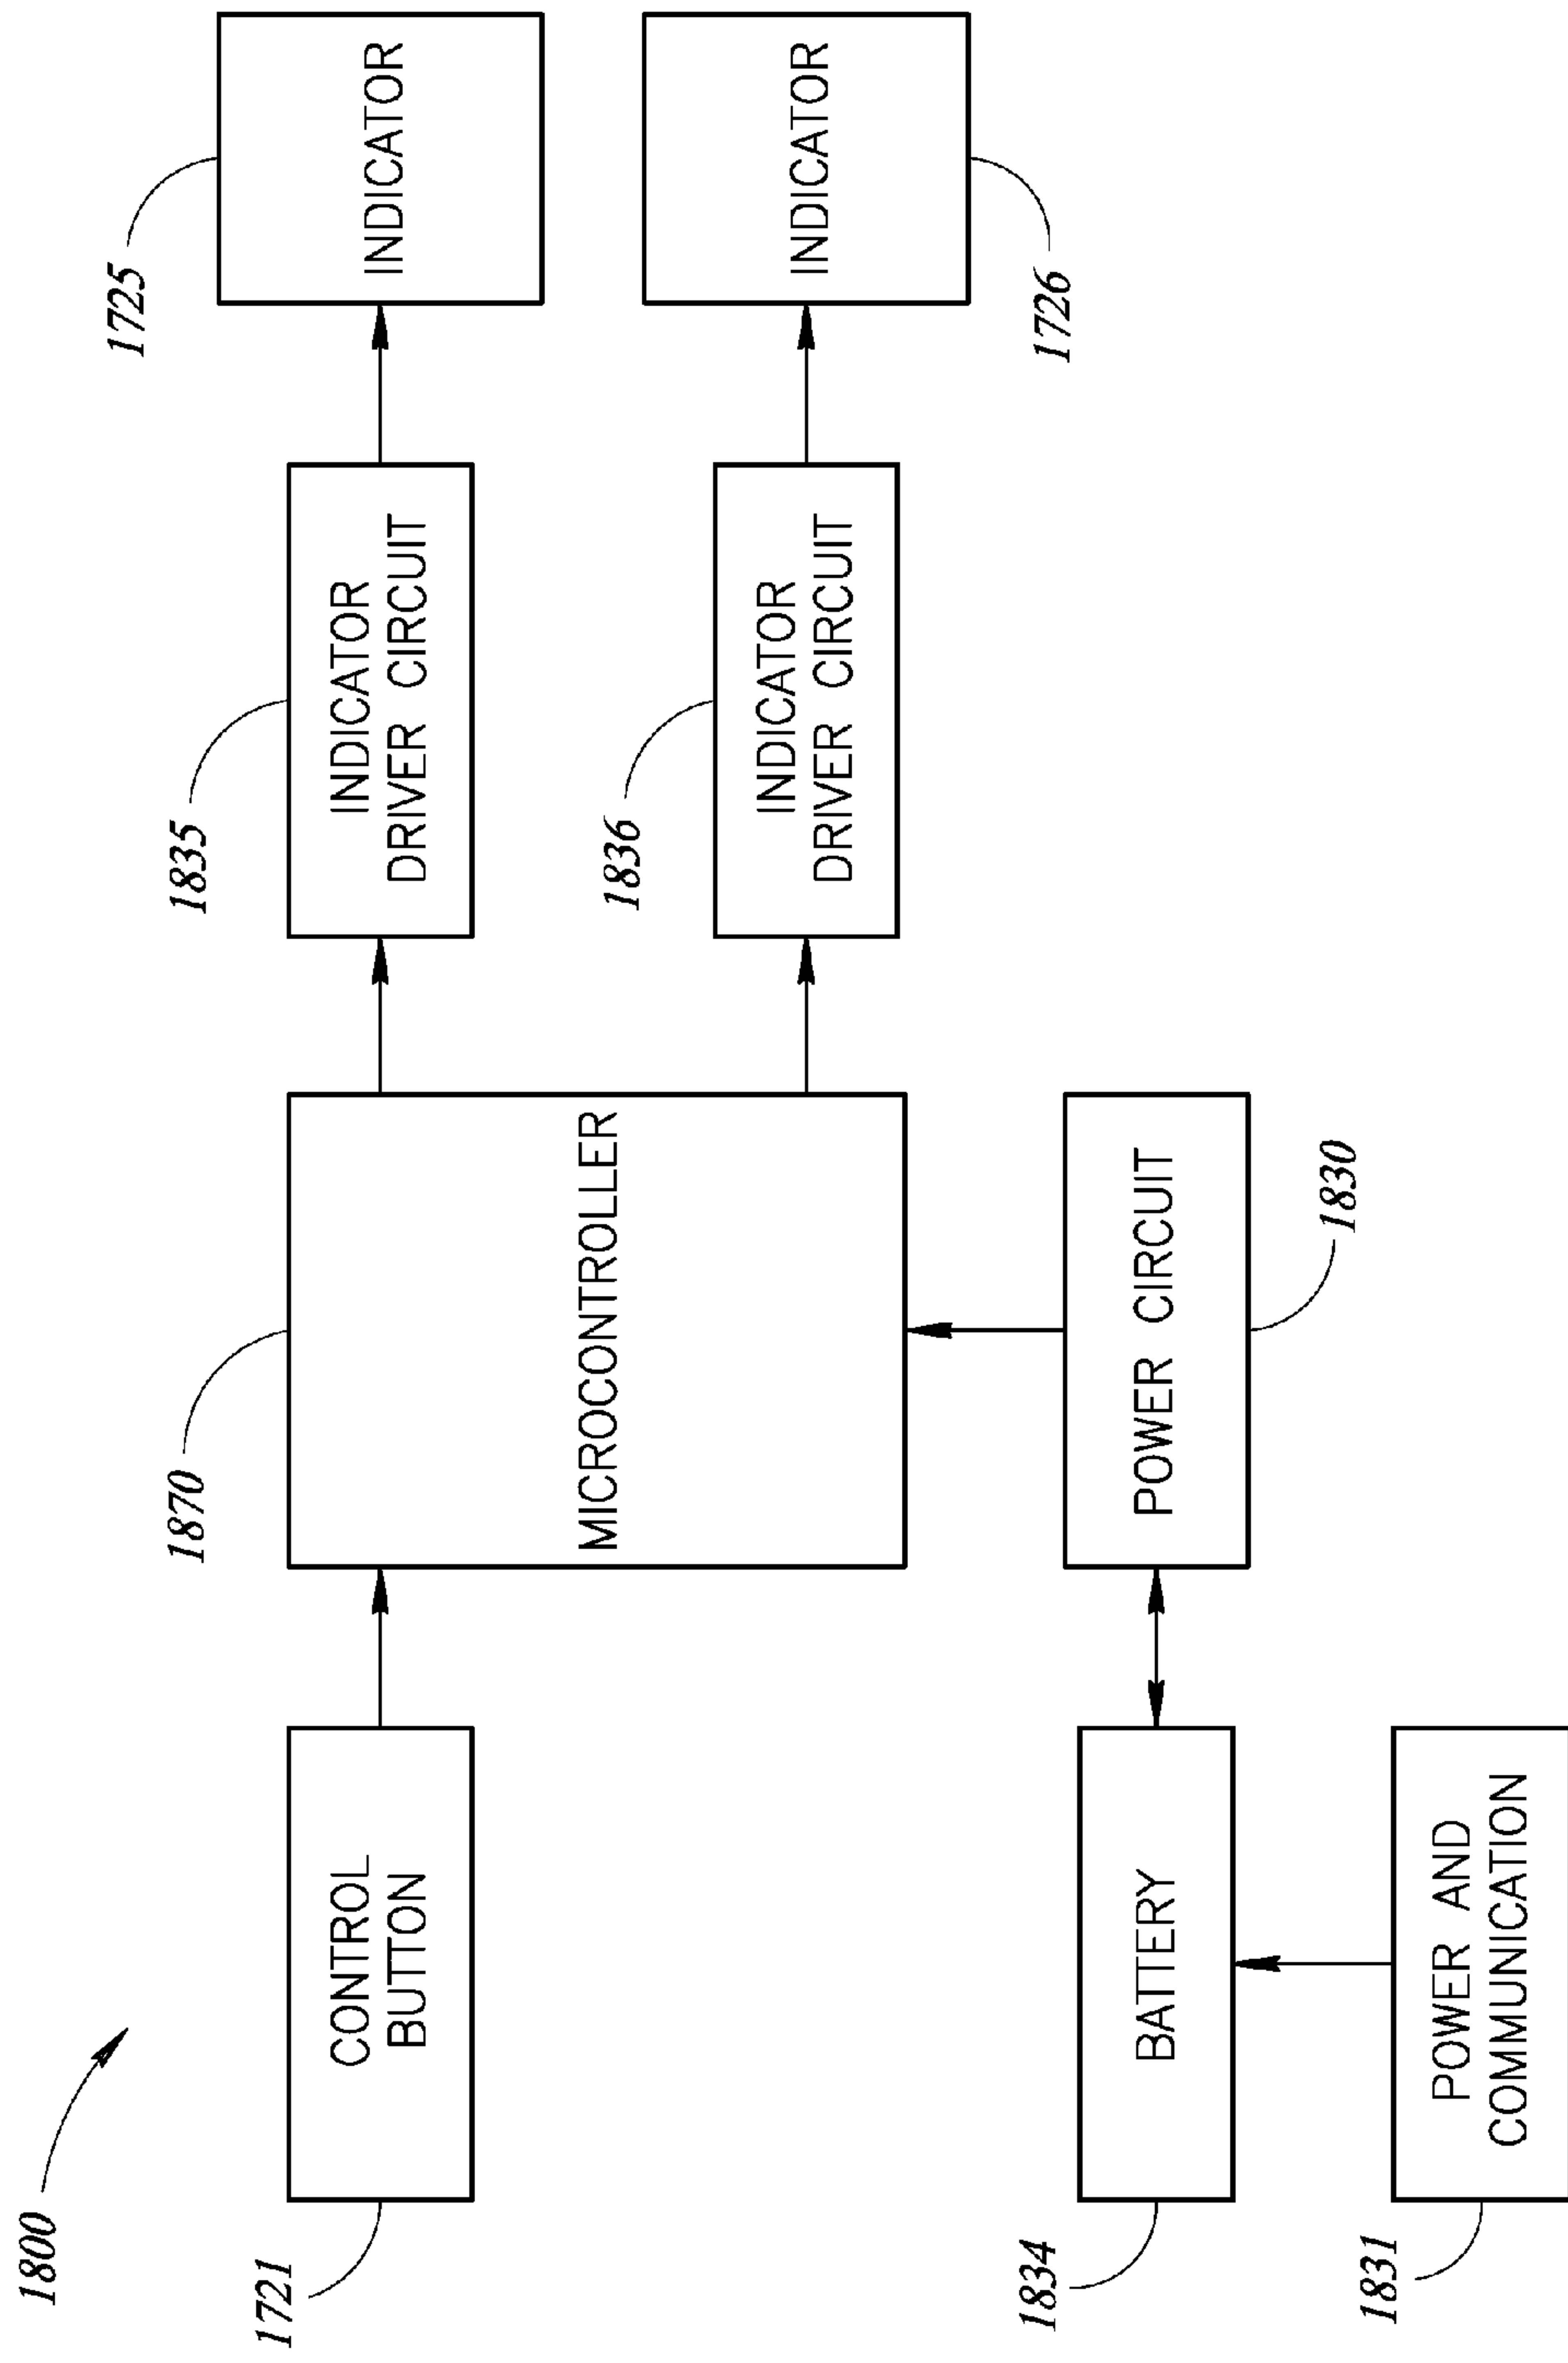 1800
1721
CONTROL
BUTTON
1870
MICROCONTROLLER
1835
INDICATOR
DRIVER CIRCUIT
1725
INDICATOR
1836
INDICATOR
DRIVER CIRCUIT
INDICATOR
1726
1834
BATTERY
POWER CIRCUIT
1830
1831
POWER AND
COMMUNICATION